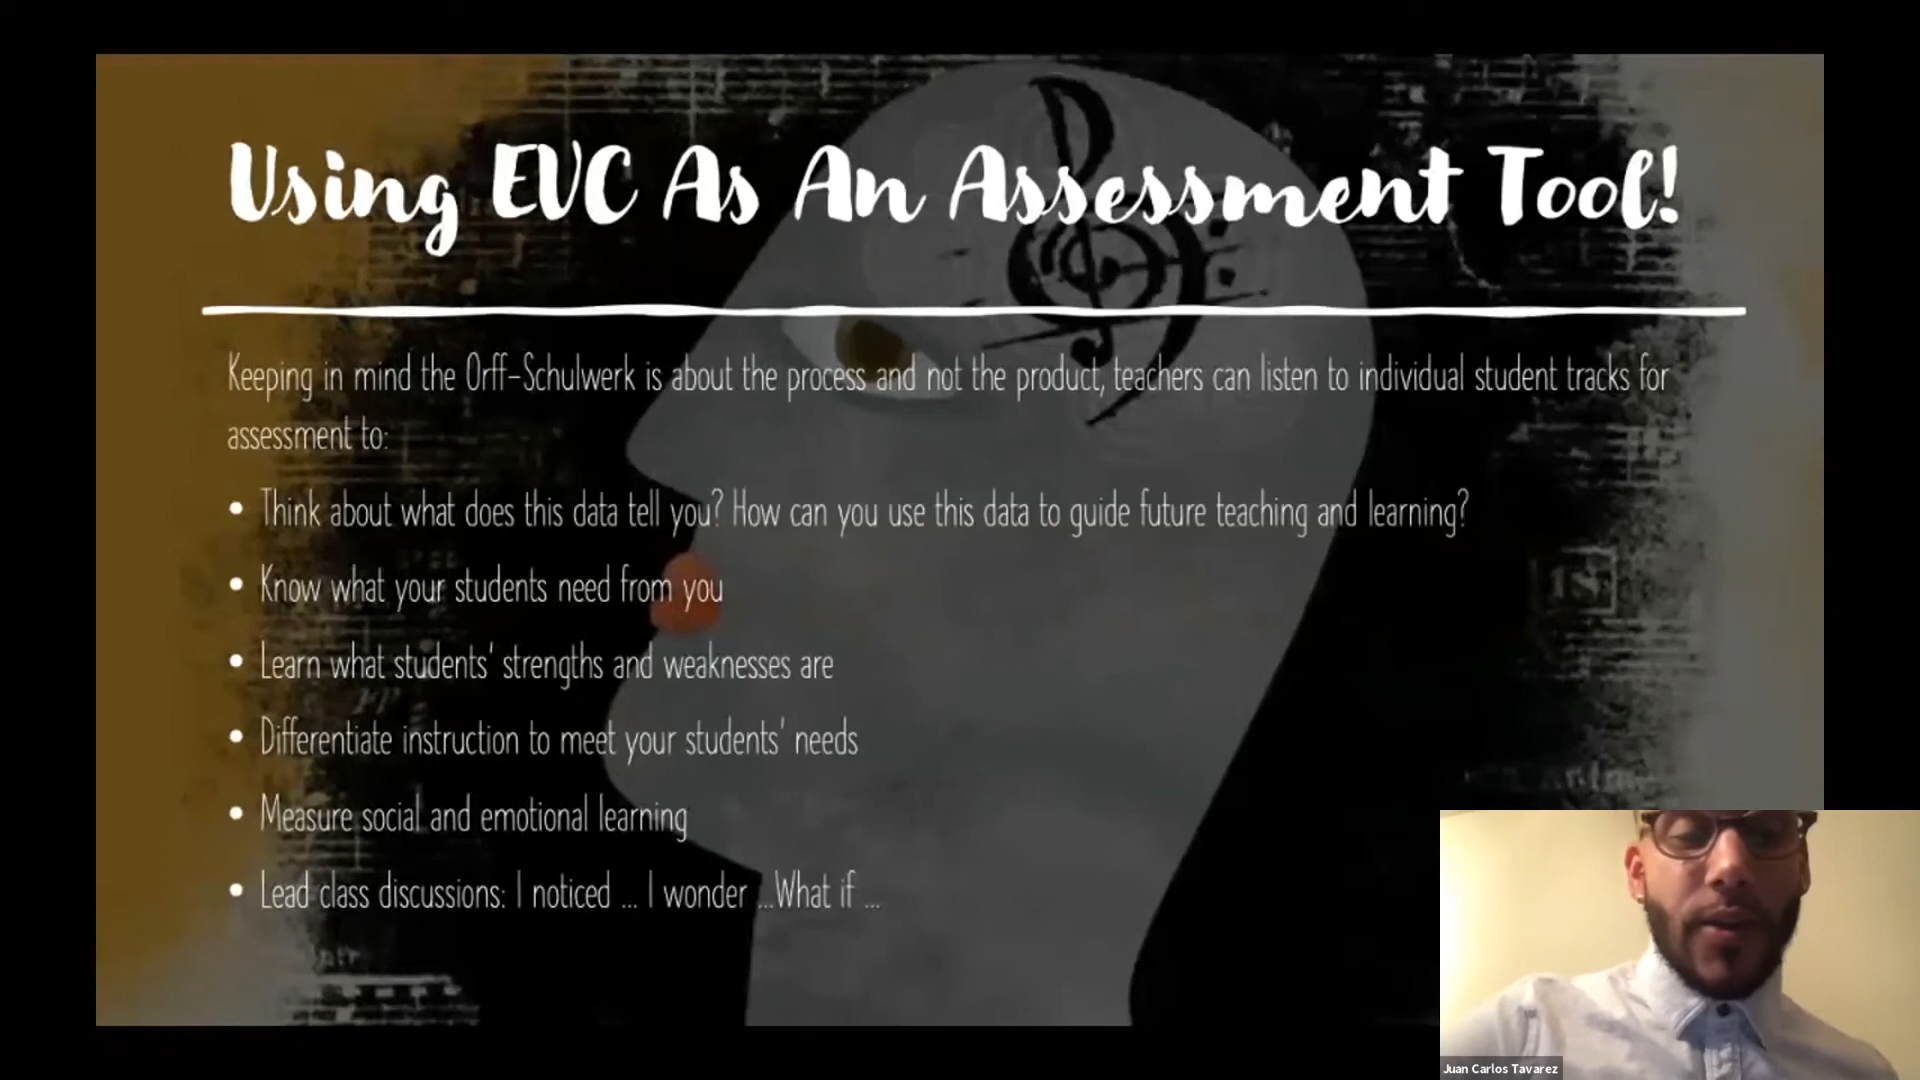 Using EVC As An Assessment Tool!
Keeping in mind the Orff-Schulwerk is about the process and not the product, teachers can listen to individual student tracks for
assessment to:
• Think about what does this data tell you? How can you use this data to guide future teaching and learning?
• Know what your students need from you
• Learn what students' strengths and weaknesses are
• Differentiate instruction to meet your students' needs
• Measure social and emotional learning
• Lead class discussions: I noticed ... I wonder ...What if ...
Juan Carlos Tavarez